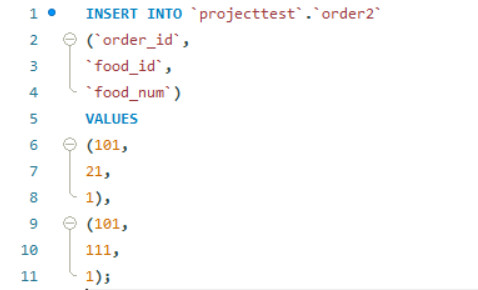 1 INSERT INTO `projecttest`.`order2`
2 (`order_id`,
3 `food_id`,
4 `food_num`)
5 VALUES
6 (101,
7 21,
8 1),
9 (101,
10 111,
11 1);